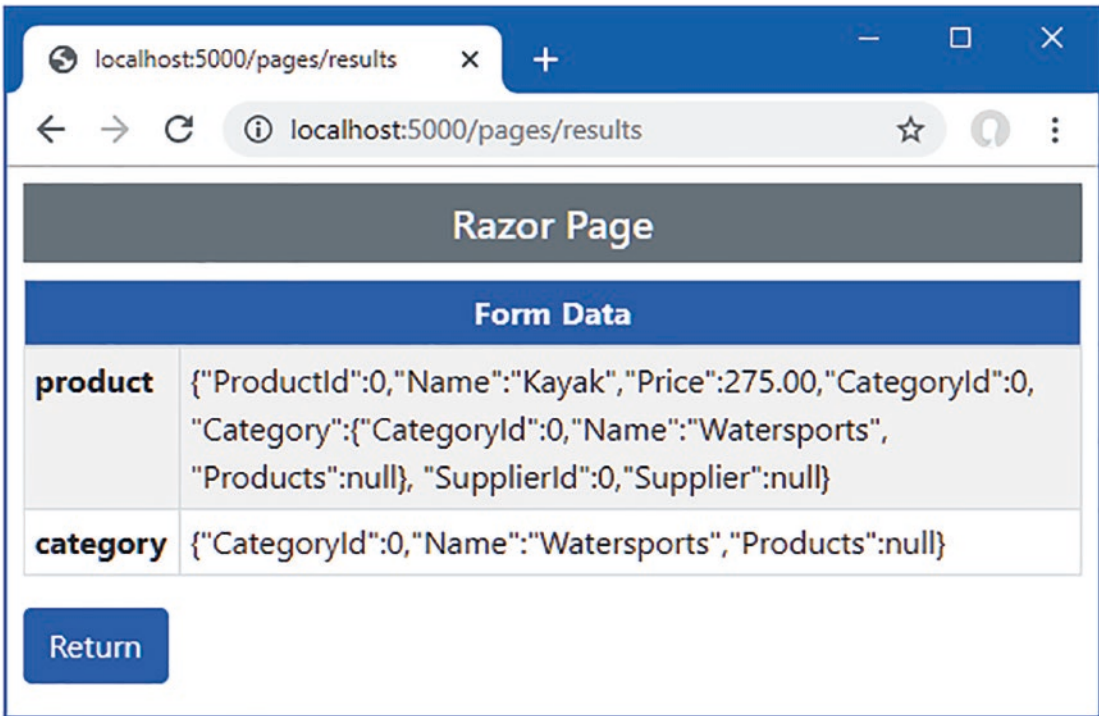 localhost:5000/pages/results
localhost:5000/pages/results
Razor Page
Form Data
product {"ProductId":0,"Name":"Kayak","Price":275.00,"CategoryId":0,
"Category":{"CategoryId":0,"Name":"Watersports",
"Products":null}, "SupplierId":0,"Supplier":null}
category {"CategoryId":0,"Name":"Watersports","Products":null}
Return